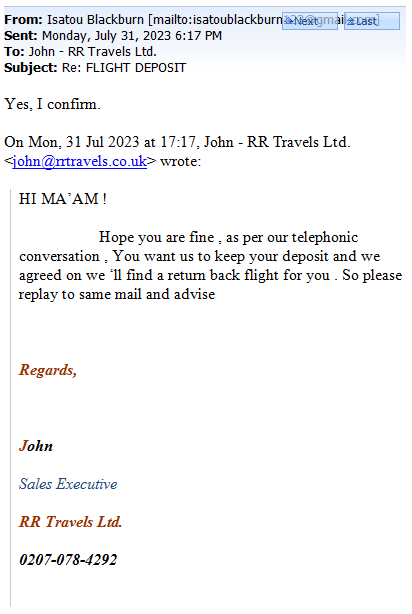 From: Isatou Blackburn [mailto:isatoublackburn
Next Last
Sent: Monday, July 31, 2023 6:17 PM
To: John - RR Travels Ltd.
Subject: Re: FLIGHT DEPOSIT
Yes, I confirm.
On Mon, 31 Jul 2023 at 17:17, John - RR Travels Ltd.
<john@rrtravels.co.uk> wrote:
HI MA’AM !
Hope you are fine , as per our telephonic
conversation , You want us to keep your deposit and we
agreed on we ‘ll find a return back flight for you . So please
replay to same mail and advise
Regards,
John
Sales Executive
RR Travels Ltd.
0207-078-4292